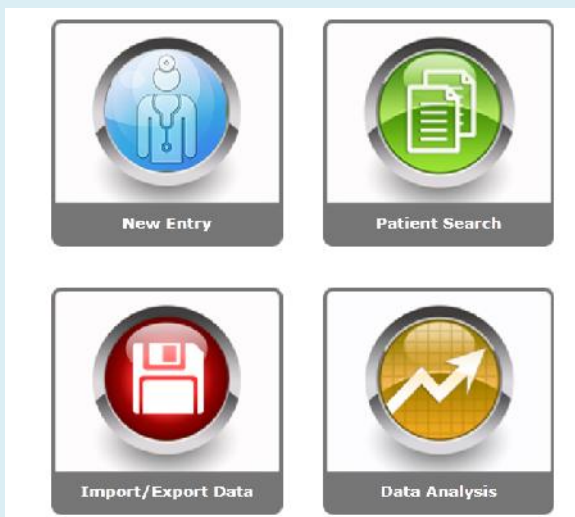 New Entry
Patient Search
Import/Export Data
Data Analysis